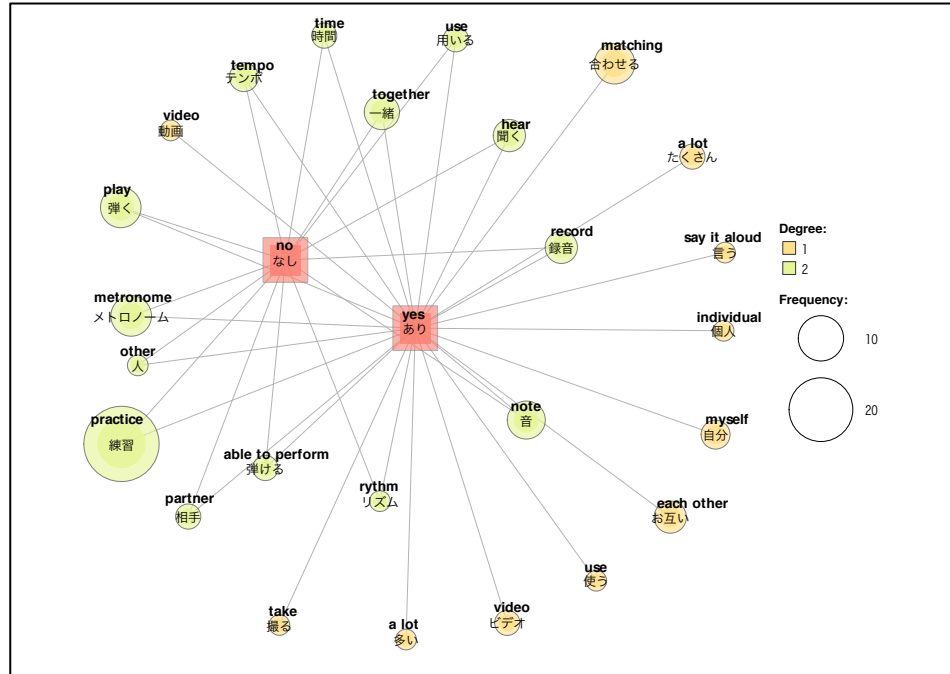 time
時間
use
用いる
matching
合わせる
tempo
テンポ
together
一緒
video
動画
hear
聞く
a lot
たくさん
play
弾く
no
なし
record
録音
say it aloud
言う
Degree:
1
2
metronome
メトロノーム
yes
あり
individual
個人
Frequency:
10
20
other
人
practice
練習
note
音
myself
自分
able to perform
弾ける
rythm
リズム
partner
相手
each other
お互い
use
使う
take
撮る
a lot
多い
video
ビデオ